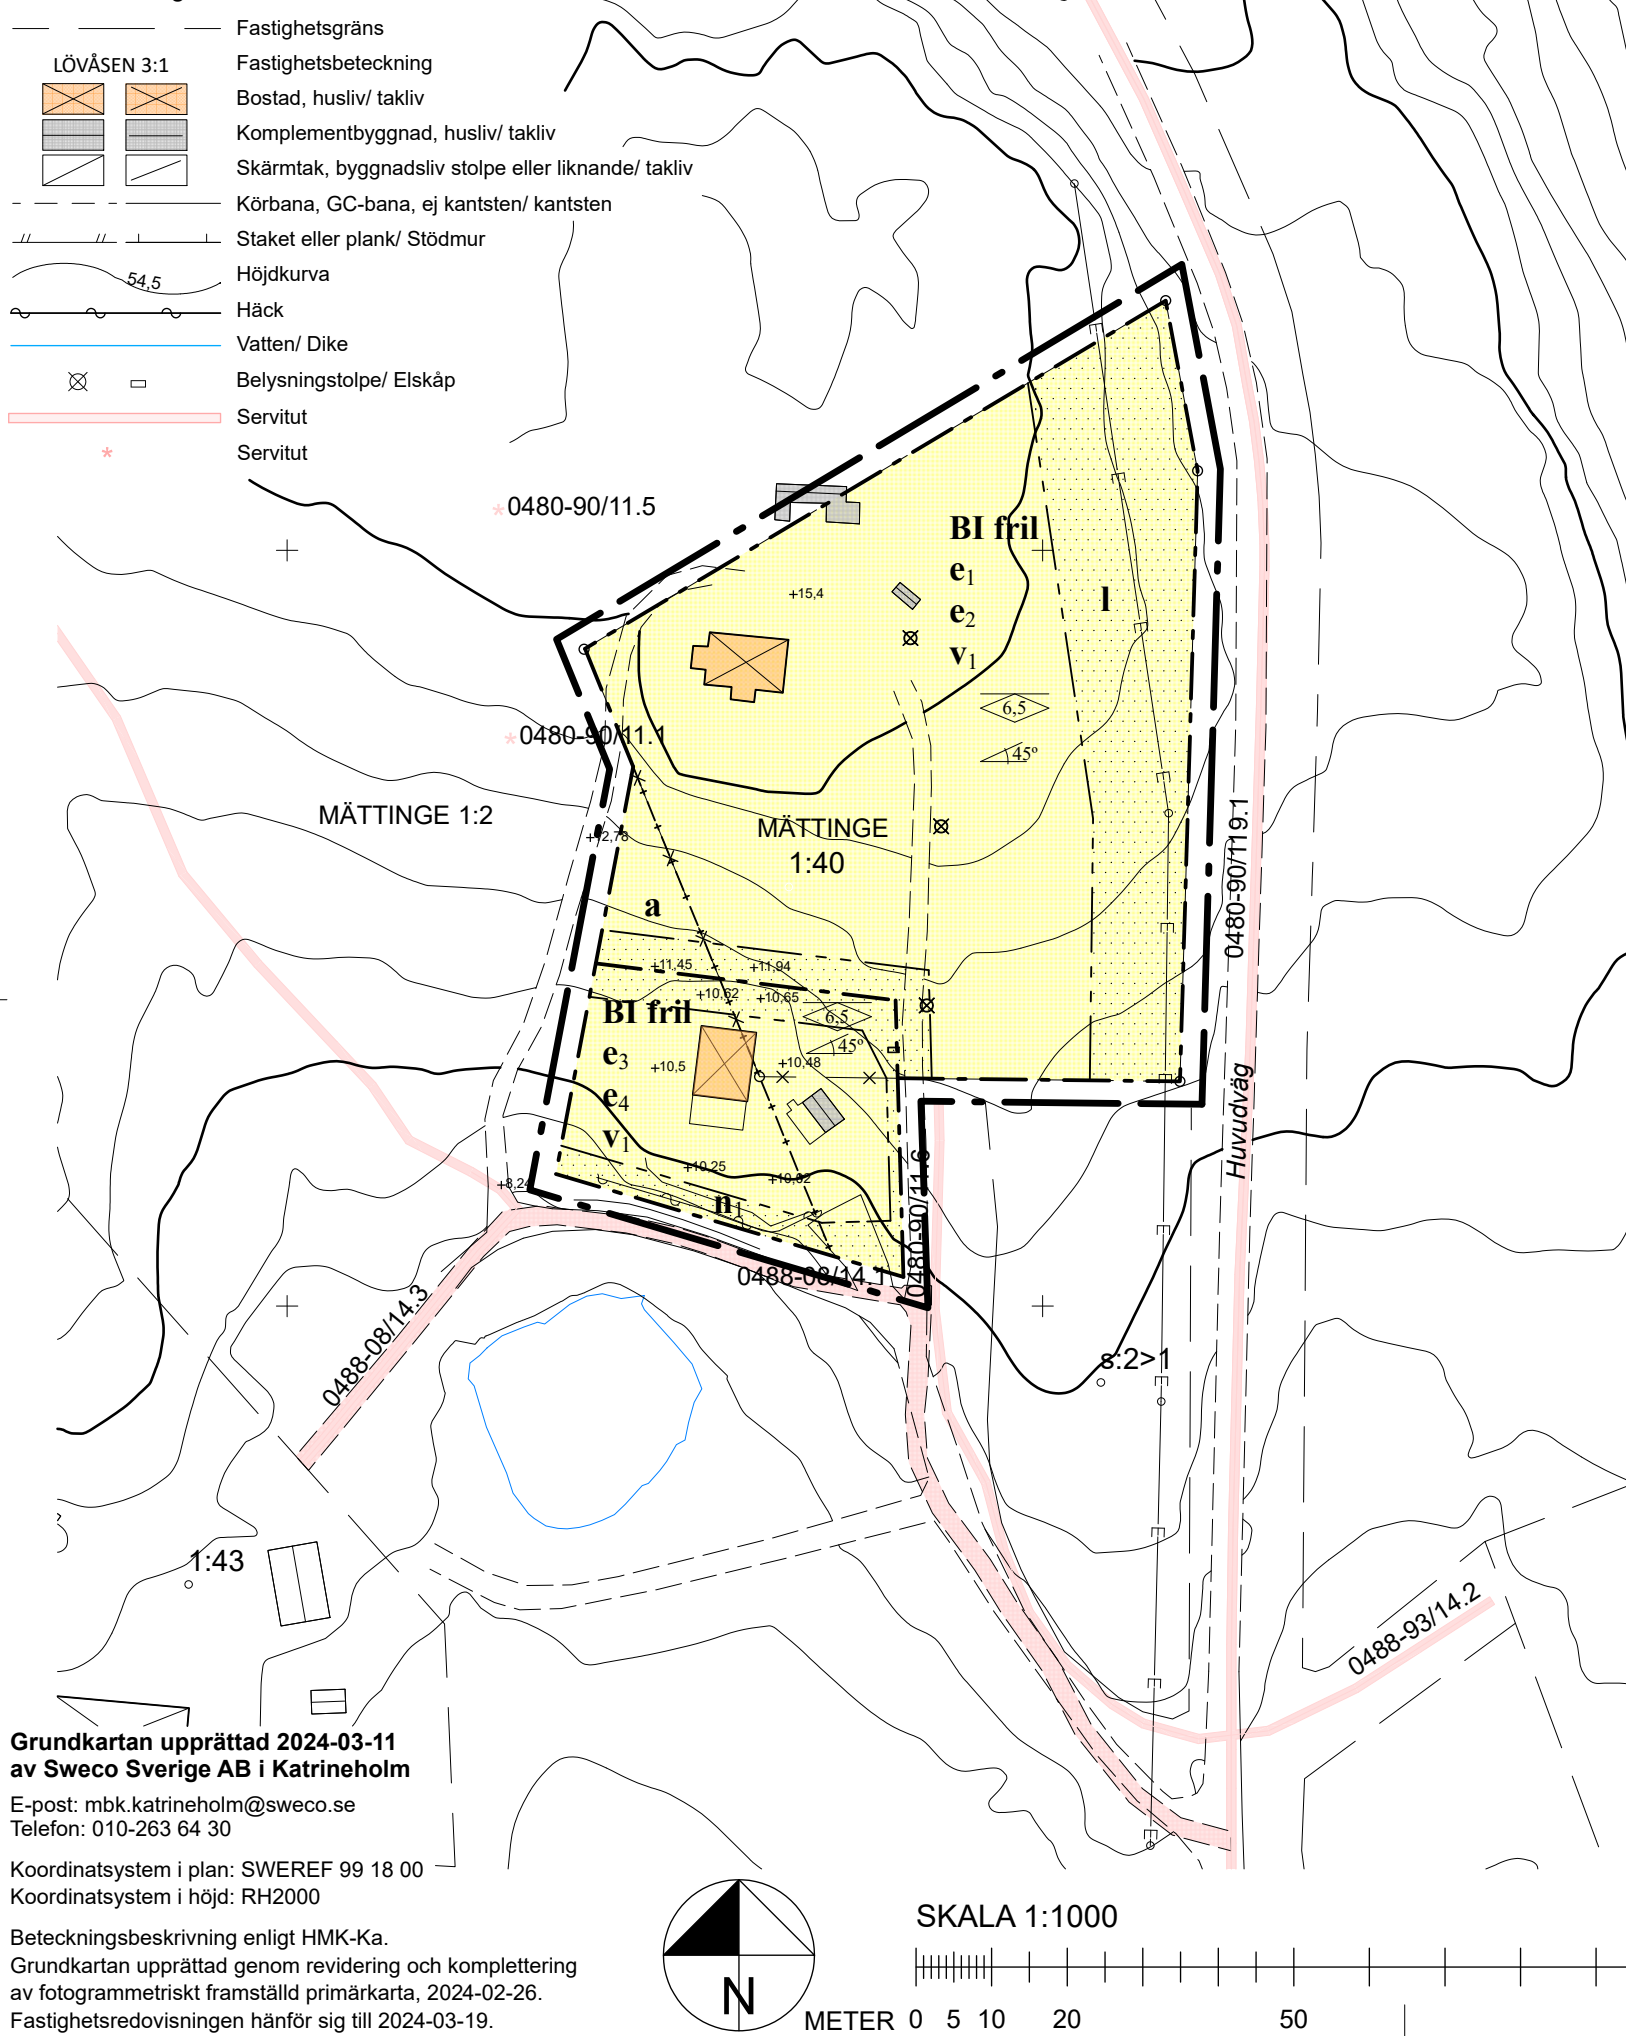 Fastighetsgräns
LÖVÅSEN 3:1 Fastighetsbeteckning
Bostad, husliv/ takliv
Komplementbyggnad, husliv/ takliv
Skärmtak, byggnadsliv stolpe eller liknande/ takliv
Körbana, GC-bana, ej kantsten/ kantsten
Staket eller plank/ Stödmur
54,5 Höjdkurva
Häck
Vatten/ Dike
Belysningstolpe/ Elskåp
Servitut
* Servitut
*0480-90/11.5
BI fril
e1
e2
v1
l
+15,4
6,5
45°
*0480-90/11.1
MÄTTINGE 1:2
+12,78
MÄTTINGE
1:40
0480-90/119.1
a
+11,45
+11,94
+10,62
+10,65
BI fril
e3
e4
v1
6,5
45°
+10,5
+10,48
+10,25
+10,02
+8,24
n1
Huvudväg
0480-90/11.6
0488-08/14.1
0488-08/14.3
s:2>1
1:43
0488-93/14.2
Grundkartan upprättad 2024-03-11
av Sweco Sverige AB i Katrineholm
E-post: mbk.katrineholm@sweco.se
Telefon: 010-263 64 30
Koordinatsystem i plan: SWEREF 99 18 00
Koordinatsystem i höjd: RH2000
Beteckningsbeskrivning enligt HMK-Ka.
Grundkartan upprättad genom revidering och komplettering
av fotogrammetriskt framställd primärkarta, 2024-02-26.
Fastighetsredovisningen hänför sig till 2024-03-19.
N
SKALA 1:1000
METER 0 5 10 20 50